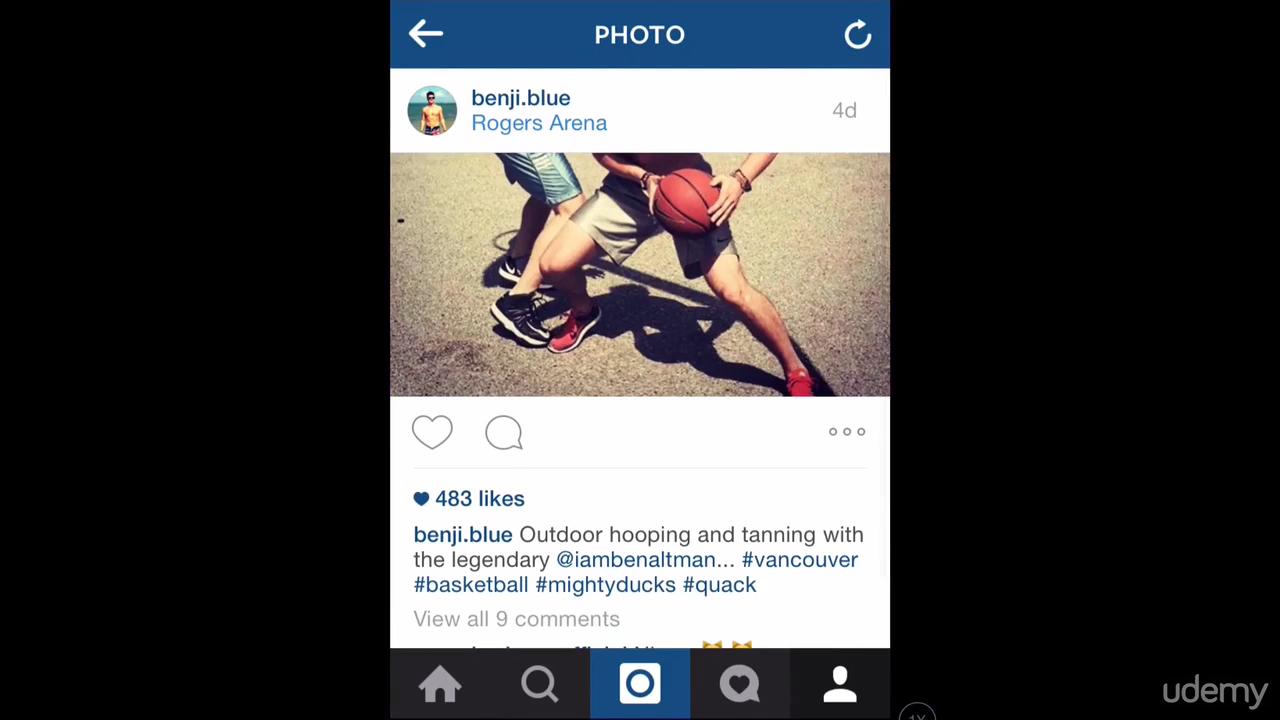 PHOTO
benji.blue
Rogers Arena
4d
483 likes
benji.blue Outdoor hooping and tanning with
the legendary @iambenaltman... #vancouver
#basketball #mightyducks #quack
View all 9 comments
udemy